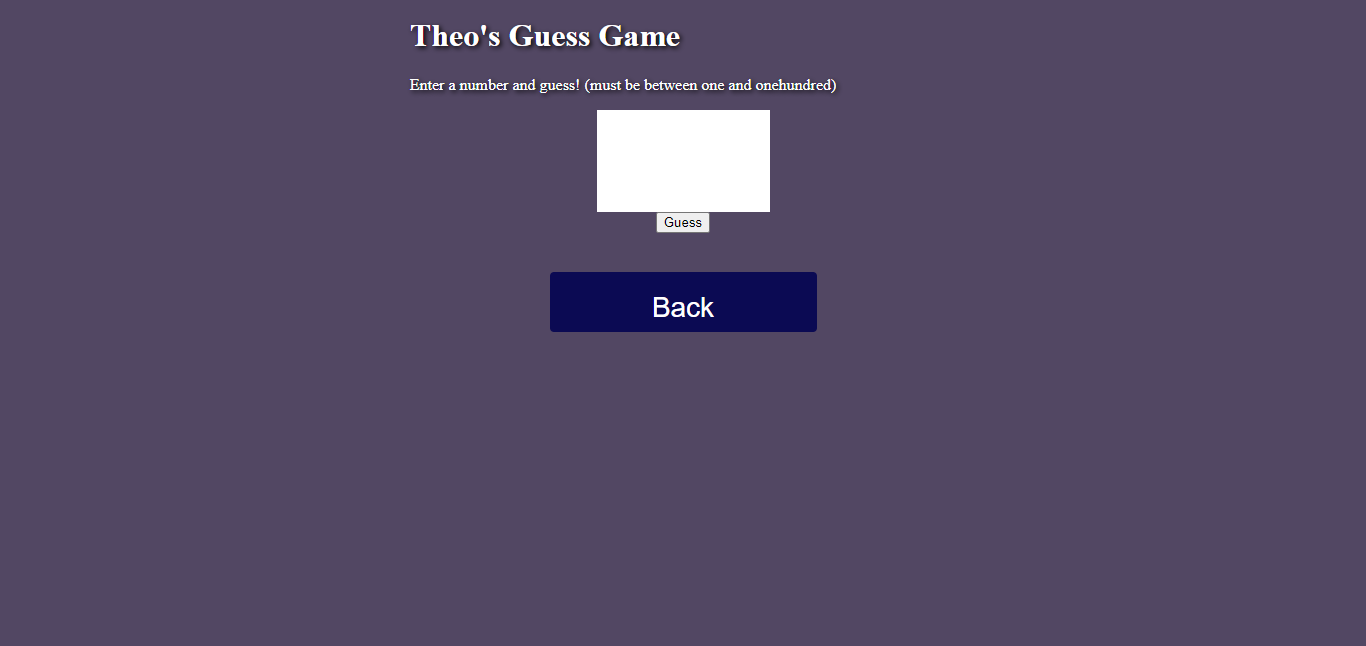 Theo's Guess Game
Enter a number and guess! (must be between one and onehundred)
Guess
Back